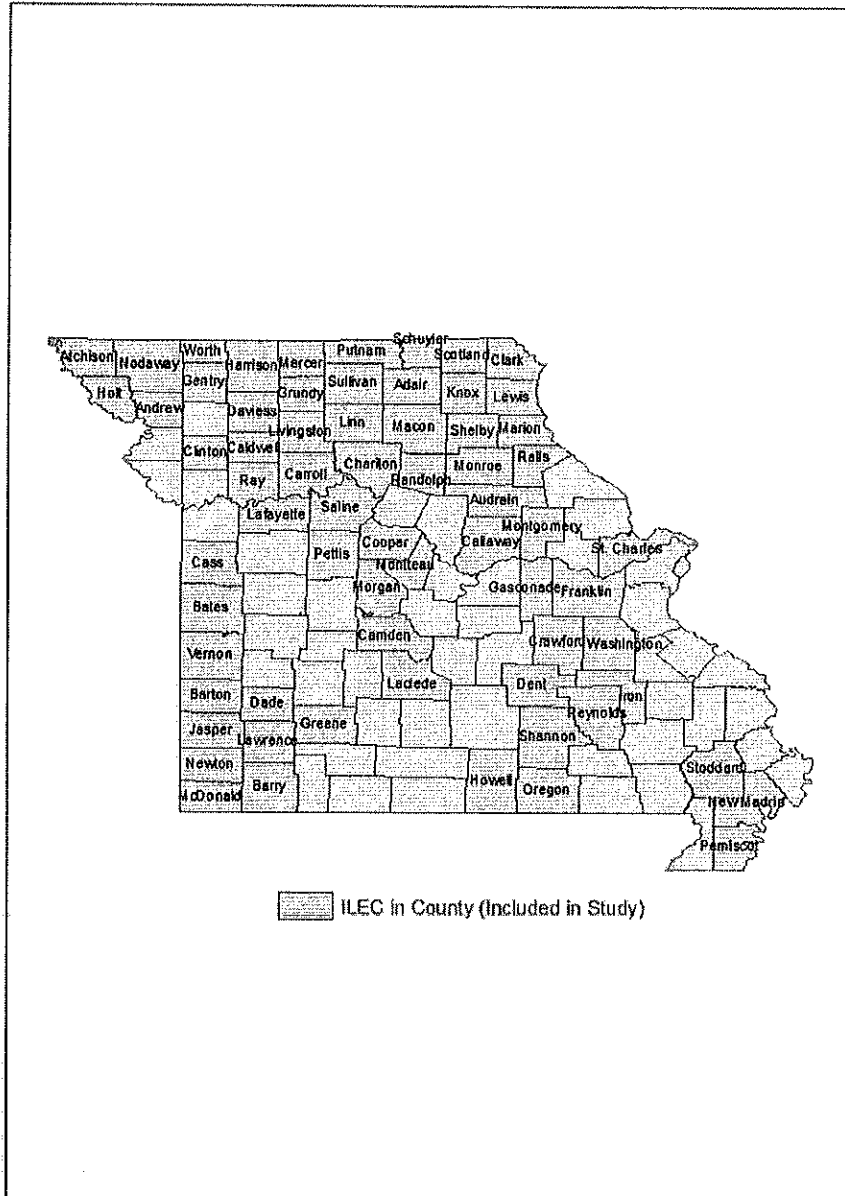 Schuyler
Atchison
Nodaway
Worth
Harrison
Mercer
Putnam
Scotland
Clark
Holt
Gentry
Grundy
Sullivan
Adair
Knox
Lewis
Andrew
Daviess
Livingston
Linn
Macon
Shelby
Marion
Clinton
Caldwell
Chariton
Monroe
Ralls
Ray
Carroll
Randolph
Lafayette
Saline
Audrain
Montgomery
Cooper
Callaway
St. Charles
Cass
Pettis
Moniteau
Morgan
Gasconade
Franklin
Bates
Camden
Crawford
Washington
Vernon
Laclede
Dent
Iron
Barton
Dade
Reynolds
Jasper
Greene
Lawrence
Shannon
Newton
Stoddard
McDonald
Barry
Howell
Oregon
New Madrid
Pemiscot
ILEC in County (Included in Study)